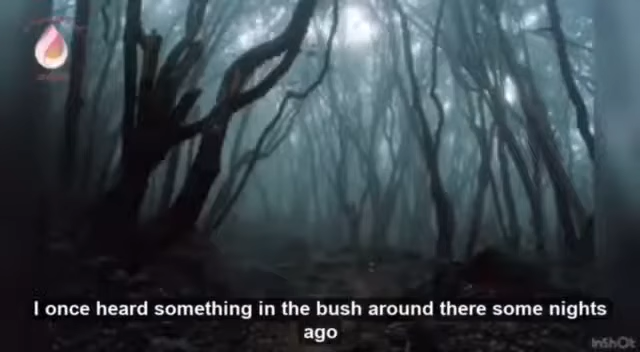 I once heard something in the bush around there some nights
ago
InShOt